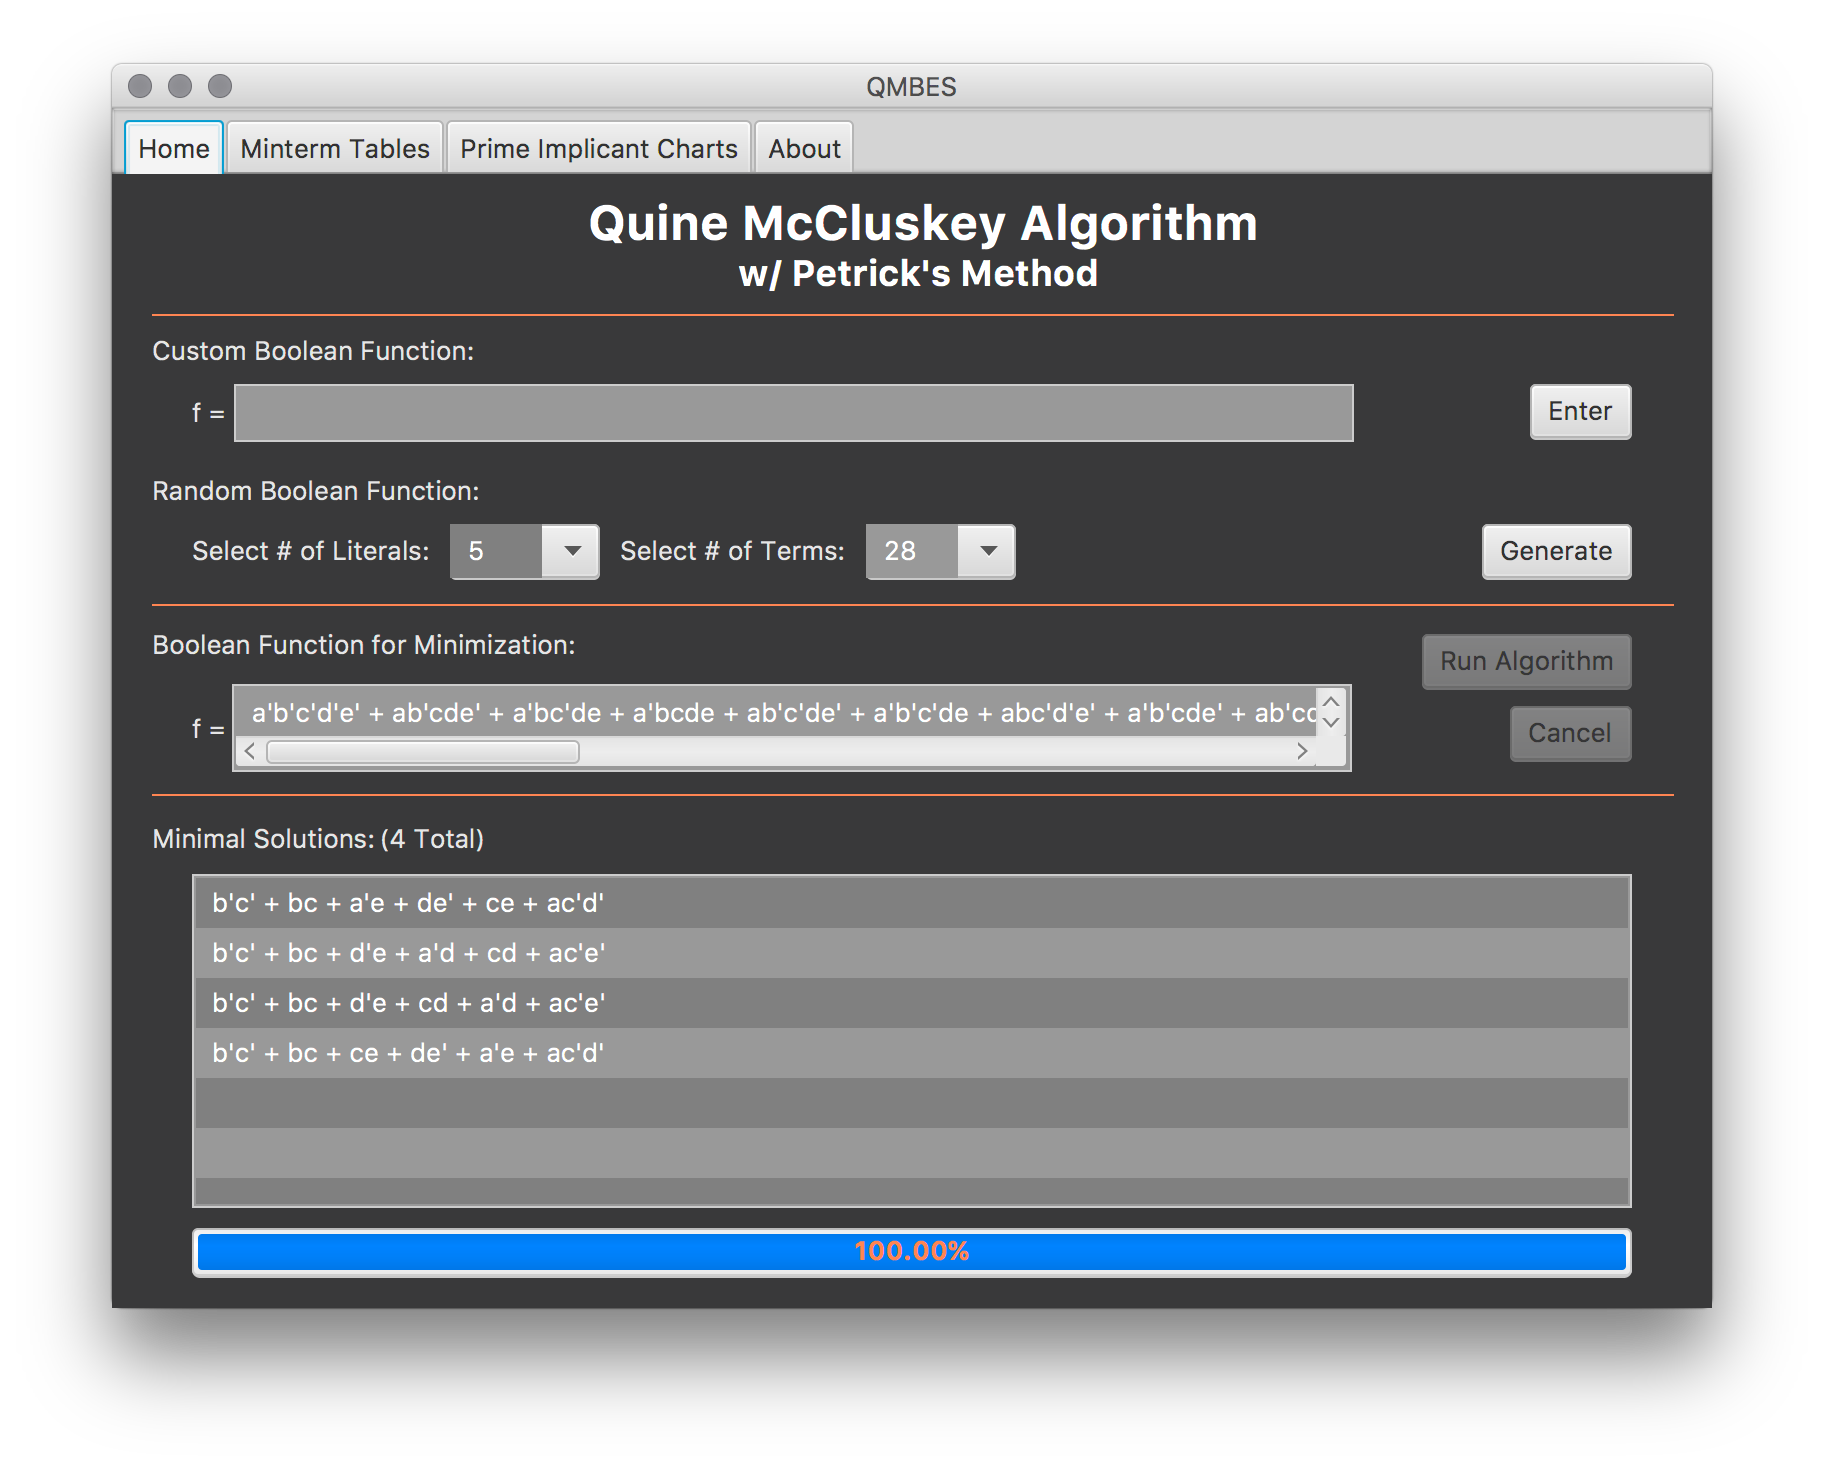 QMBES
Home Minterm Tables Prime Implicant Charts About
Quine McCluskey Algorithm
w/ Petrick's Method
Custom Boolean Function:
f = Enter
Random Boolean Function:
Select # of Literals: 5 Select # of Terms: 28 Generate
Boolean Function for Minimization:
Run Algorithm
f = a'b'c'd'e' + ab'cde' + a'bc'de + a'bcde + ab'c'de' + a'b'c'de + abc'd'e' + a'b'cde' + ab'cd
Cancel
Minimal Solutions: (4 Total)
b'c' + bc + a'e + de' + ce + ac'd'
b'c' + bc + d'e + a'd + cd + ac'e'
b'c' + bc + d'e + cd + a'd + ac'e'
b'c' + bc + ce + de' + a'e + ac'd'
100.00%